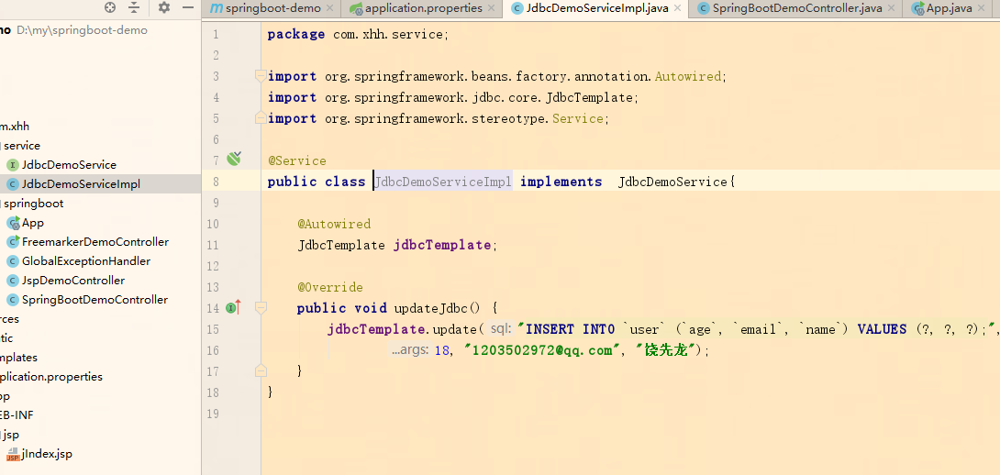 no D:\my\springboot-demo
m.xhh
service
JdbcDemoService
JdbcDemoServiceImpl
springboot
App
FreemarkerDemoController
GlobalExceptionHandler
JspDemoController
SpringBootDemoController
rces
tic
mplates
plication.properties
pp
EB-INF
jsp
jIndex.jsp
springboot-demo
application.properties
JdbcDemoServiceImpl.java
SpringBootDemoController.java
App.java
1 package com.xhh.service;
2
3 import org.springframework.beans.factory.annotation.Autowired;
4 import org.springframework.jdbc.core.JdbcTemplate;
5 import org.springframework.stereotype.Service;
6
7 @Service
8 public class JdbcDemoServiceImpl implements  JdbcDemoService{
9
10 @Autowired
11 JdbcTemplate jdbcTemplate;
12
13 @Override
14 public void updateJdbc() {
15 jdbcTemplate.update( sql: "INSERT INTO `user` (`age`, `email`, `name`) VALUES (?, ?, ?);",
16 ...args: 18, "1203502972@qq.com", "饶先龙");
17 }
18 }
19